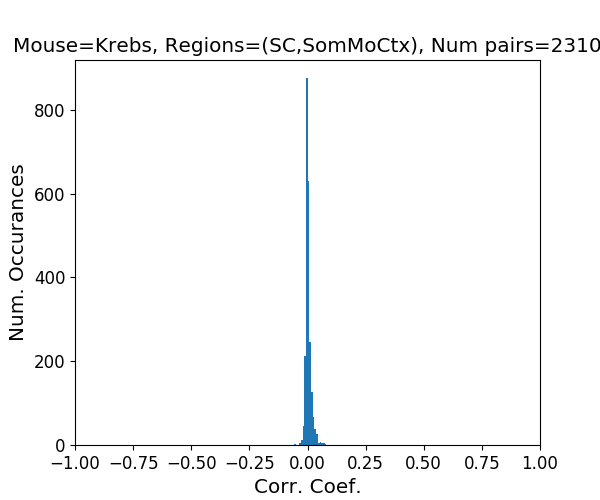 Mouse=Krebs, Regions=(SC,SomMoCtx), Num pairs=2310
800
600
400
200
0
Num. Occurances
−1.00 −0.75 −0.50 −0.25 0.00 0.25 0.50 0.75 1.00
Corr. Coef.